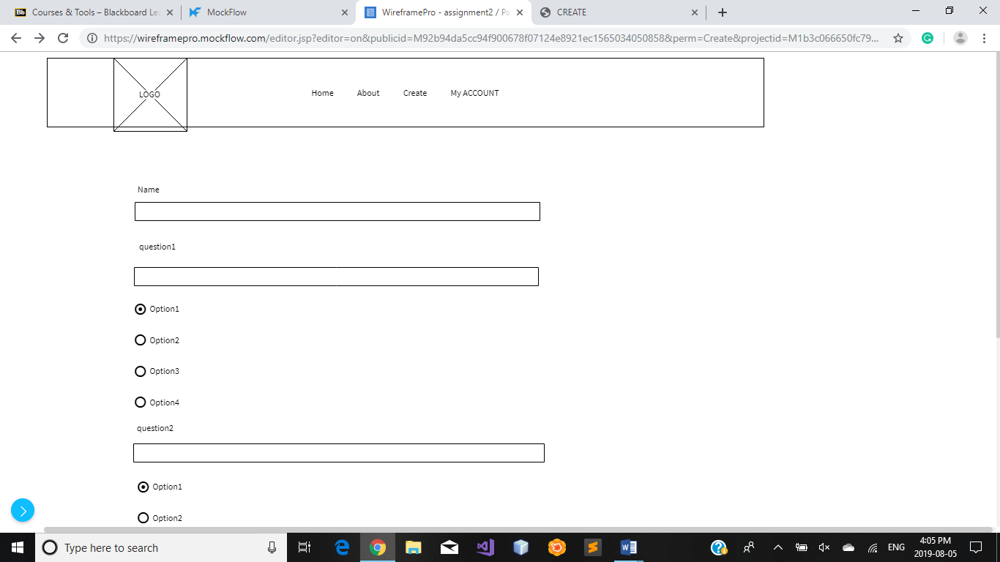 Bb Courses & Tools – Blackboard Le
MockFlow
WireframePro - assignment2 / Pa
CREATE
https://wireframepro.mockflow.com/editor.jsp?editor=on&publicid=M92b94da5cc94f900678f07124e8921ec1565034050858&perm=Create&projectid=M1b3c066650fc79...
LOGO
Home About Create My ACCOUNT
Name
question1
Option1
Option2
Option3
Option4
question2
Option1
Option2
Type here to search
ENG
4:05 PM
2019-08-05